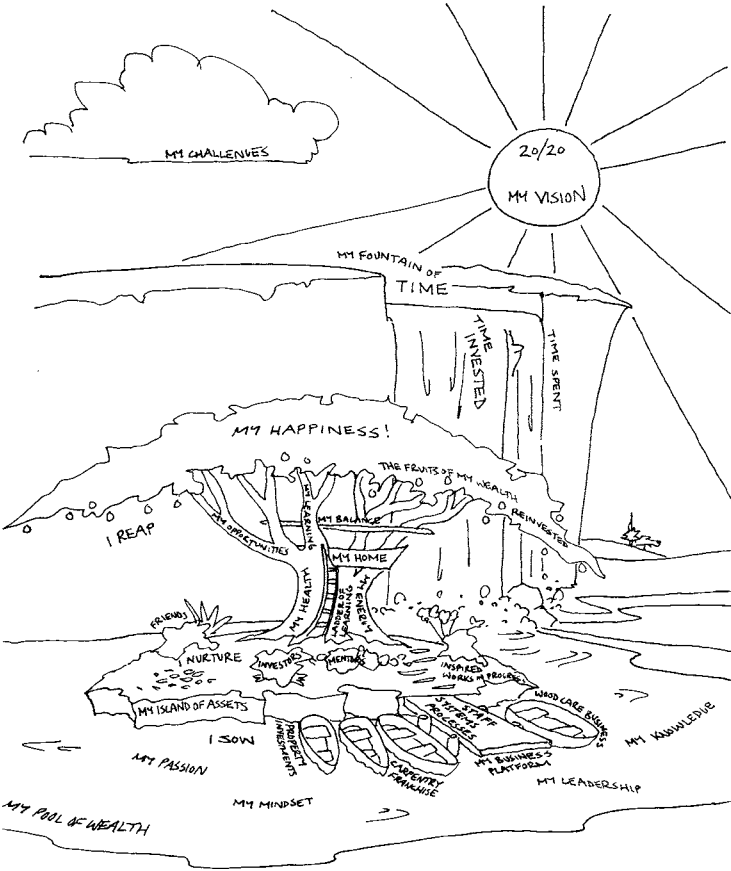 20/20
MY VISION
MY CHALLENGES
MY FOUNTAIN OF
TIME
TIME
INVESTED
TIME SPENT
MY HAPPINESS!
THE FRUITS OF MY WEALTH
REINVESTED
I REAP
MY OPPORTUNITIES
MY LEARNING
MY BALANCE
MY HOME
MY HEALTH
LADDER OF
LEARNING
MY ENERGY
FRIENDS
I NURTURE
INVESTORS
MENTORS
INSPIRED
WORKS IN PROGRESS
MY ISLAND OF ASSETS
I SOW
PROPERTY
INVESTMENTS
CARPENTRY
FRANCHISE
STAFF
SYSTEMS
PROCESSES
MY BUSINESS
PLATFORM
WOODCARE BUSINESS
MY KNOWLEDGE
MY PASSION
MY LEADERSHIP
MY MINDSET
MY POOL OF WEALTH